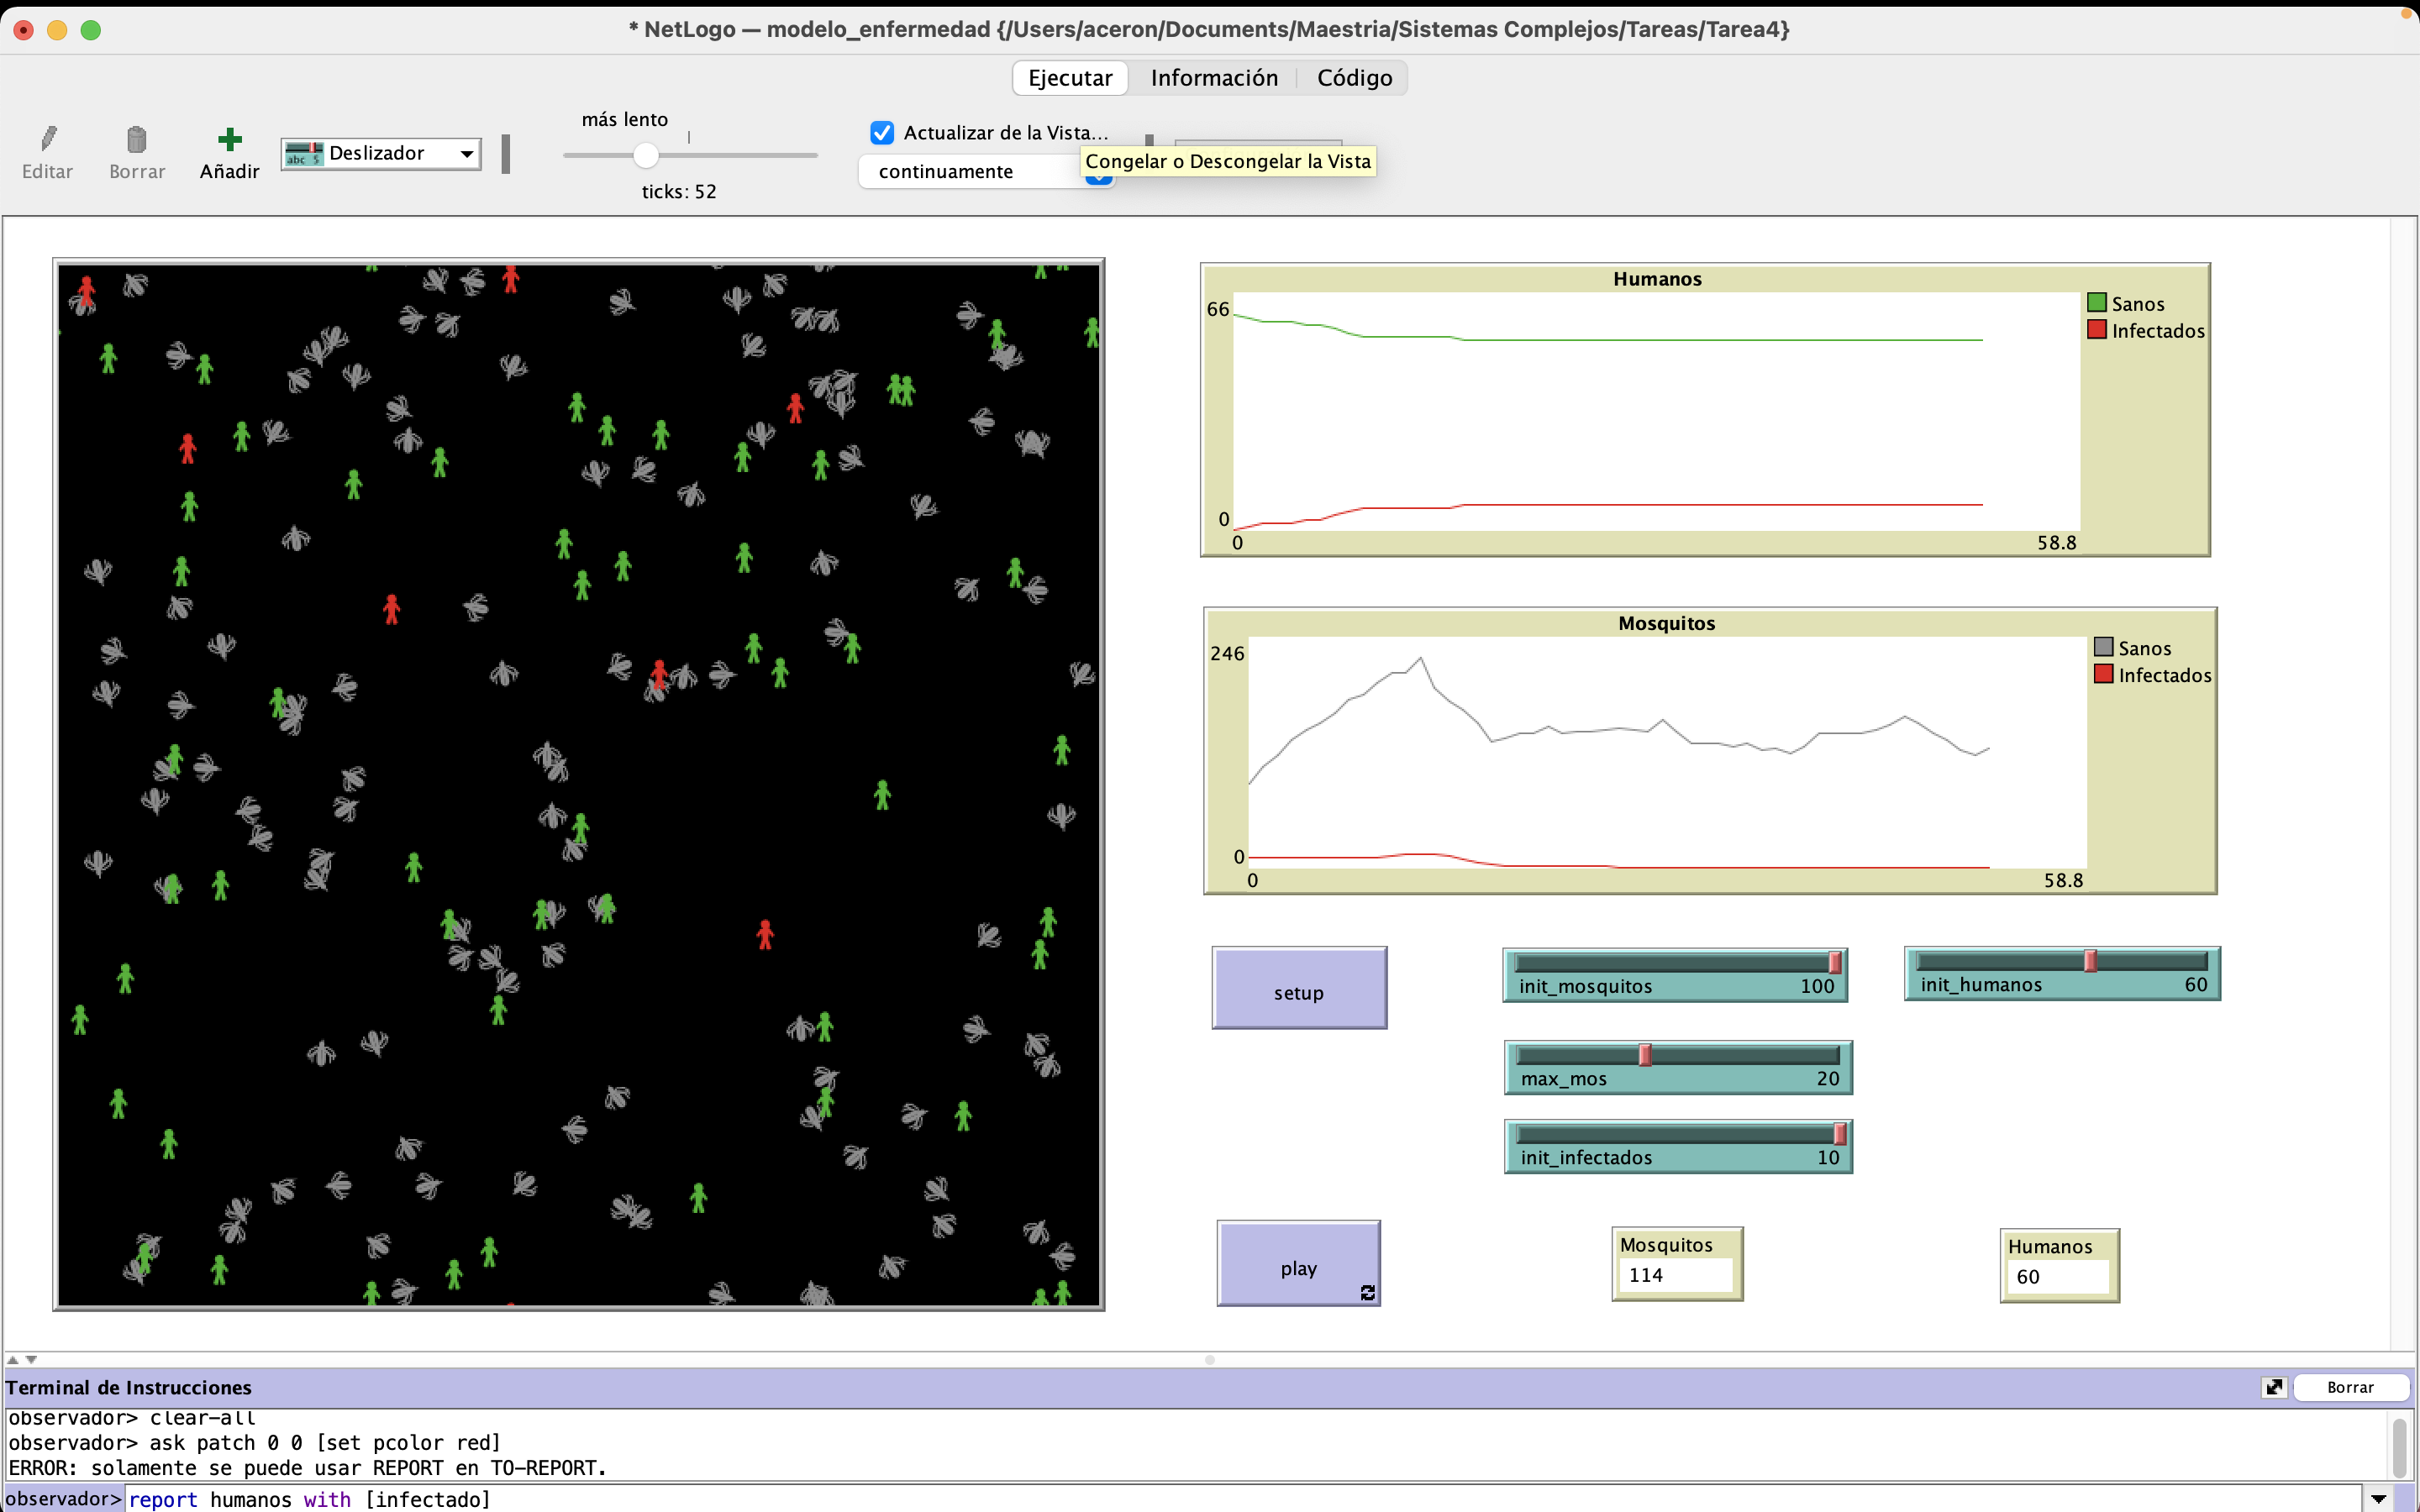 * NetLogo — modelo_enfermedad {/Users/aceron/Documents/Maestria/Sistemas Complejos/Tareas/Tarea4}
Ejecutar Información Código
Editar Borrar Añadir
abc 5 Deslizador
más lento
ticks: 52
Actualizar de la Vista...
continuamente
Congelar o Descongelar la Vista
Humanos
66
0
0 58.8
Sanos
Infectados
Mosquitos
246
0
0 58.8
Sanos
Infectados
setup
init_mosquitos 100
init_humanos 60
max_mos 20
init_infectados 10
play
Mosquitos
114
Humanos
60
Terminal de Instrucciones
Borrar
observador> clear-all
observador> ask patch 0 0 [set pcolor red]
ERROR: solamente se puede usar REPORT en TO-REPORT.
observador> report humanos with [infectado]